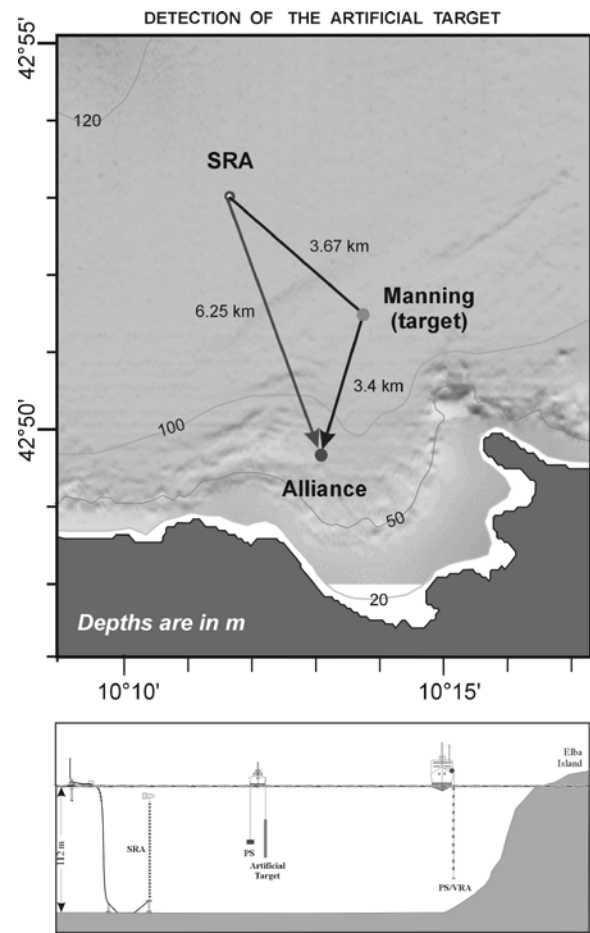 DETECTION OF THE ARTIFICIAL TARGET
42°55'
120
SRA
3.67 km
Manning
(target)
6.25 km
3.4 km
42°50'
100
Alliance
50
20
Depths are in m
10°10'
10°15'
Elba
Island
112 m
SRA
PS
Artificial
Target
PS/VRA